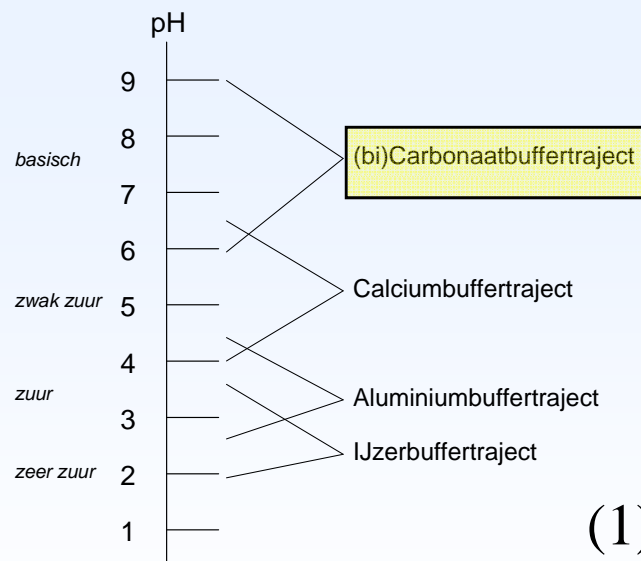 pH
9
8
basisch
(bi)Carbonaatbuffertraject
7
6
zwak zuur
5
Calciumbuffertraject
4
zuur
Aluminiumbuffertraject
3
IJzerbuffertraject
zeer zuur
2
1
(1)